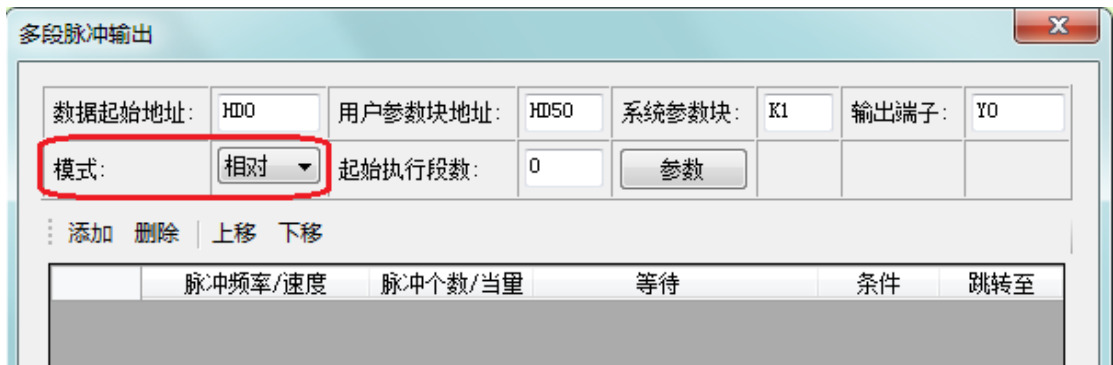 多段脉冲输出
数据起始地址: HD0 用户参数块地址: HD50 系统参数块: K1 输出端子: Y0
模式: 相对 起始执行段数: 0 参数
添加 删除 上移 下移
脉冲频率/速度 脉冲个数/当量 等待 条件 跳转至